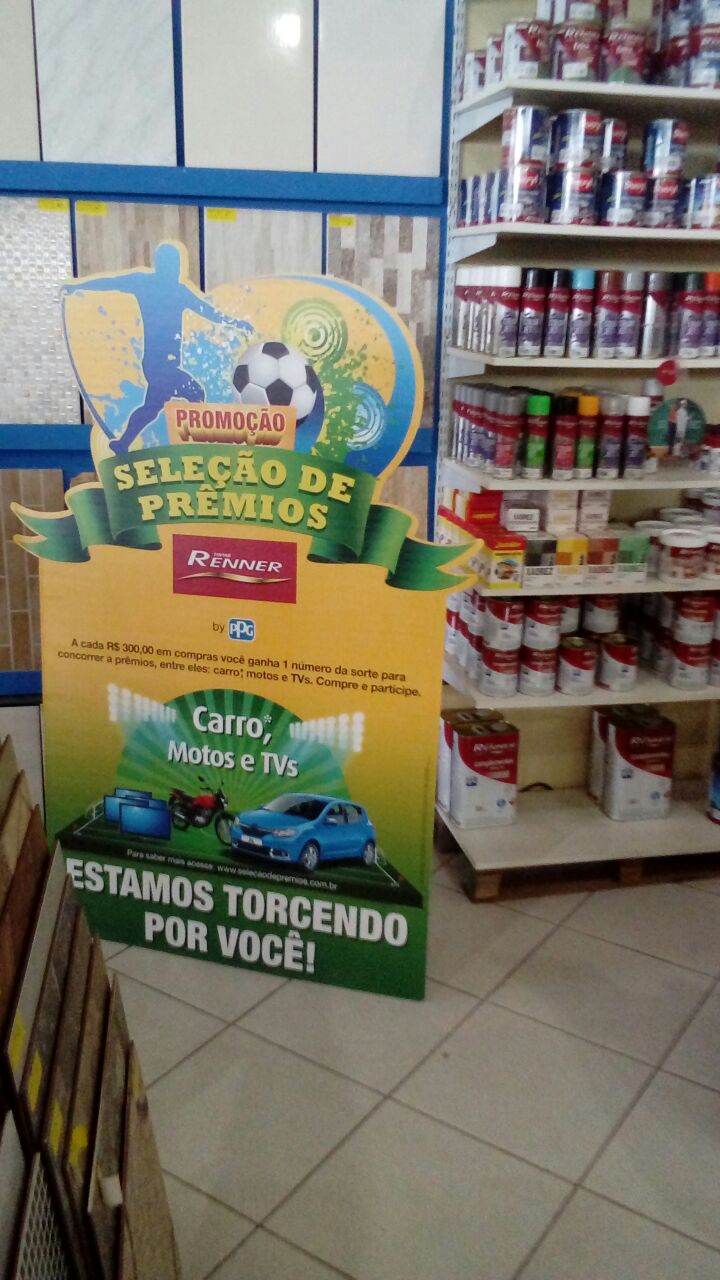 PROMOÇÃO
SELEÇÃO DE
PRÊMIOS
TINTAS
RENNER
by PPG
A cada R$ 300,00 em compras você ganha 1 número da sorte para
concorrer a prêmios, entre eles: carro*, motos e TVs. Compre e participe.
Carro*,
Motos e TVs
Para saber mais acesse: www.selecaodepremios.com.br
ESTAMOS TORCENDO
POR VOCÊ!
XADREZ
XADREZ